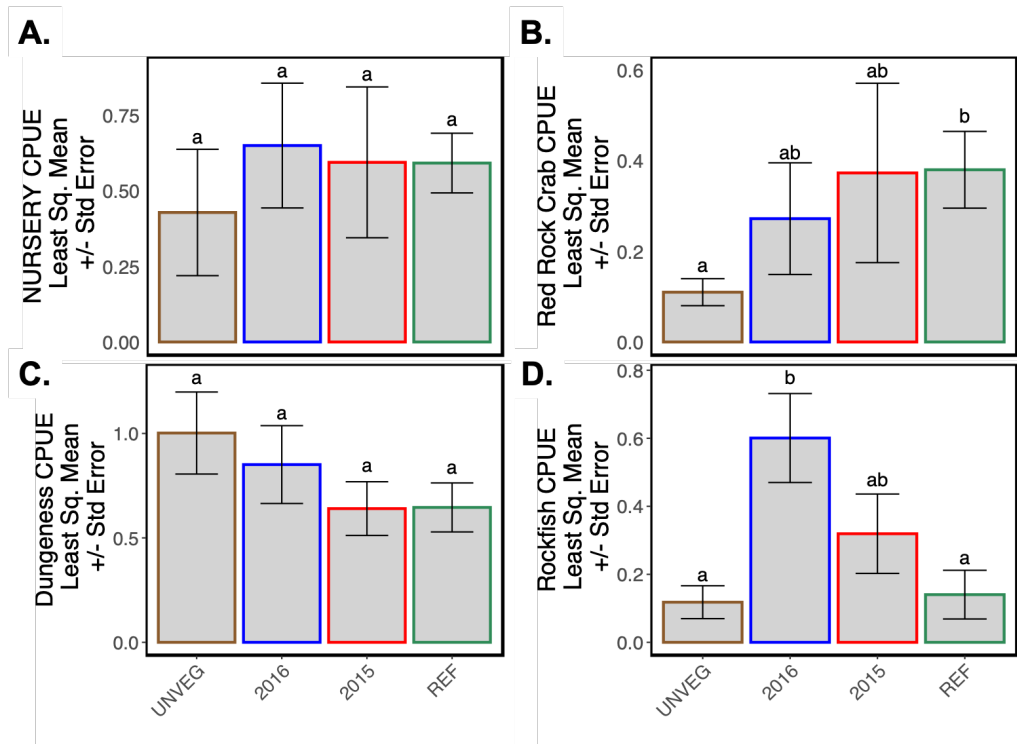 A.
NURSERY CPUE
Least Sq. Mean
+/- Std Error
0.75
0.50
0.25
0.00
a
a
a
a
B.
Red Rock Crab CPUE
Least Sq. Mean
+/- Std Error
0.6
0.4
0.2
0.0
a
ab
ab
b
C.
Dungeness CPUE
Least Sq. Mean
+/- Std Error
1.0
0.5
0.0
a
a
a
a
UNVEG
2016
2015
REF
D.
Rockfish CPUE
Least Sq. Mean
+/- Std Error
0.8
0.6
0.4
0.2
0.0
a
b
ab
a
UNVEG
2016
2015
REF